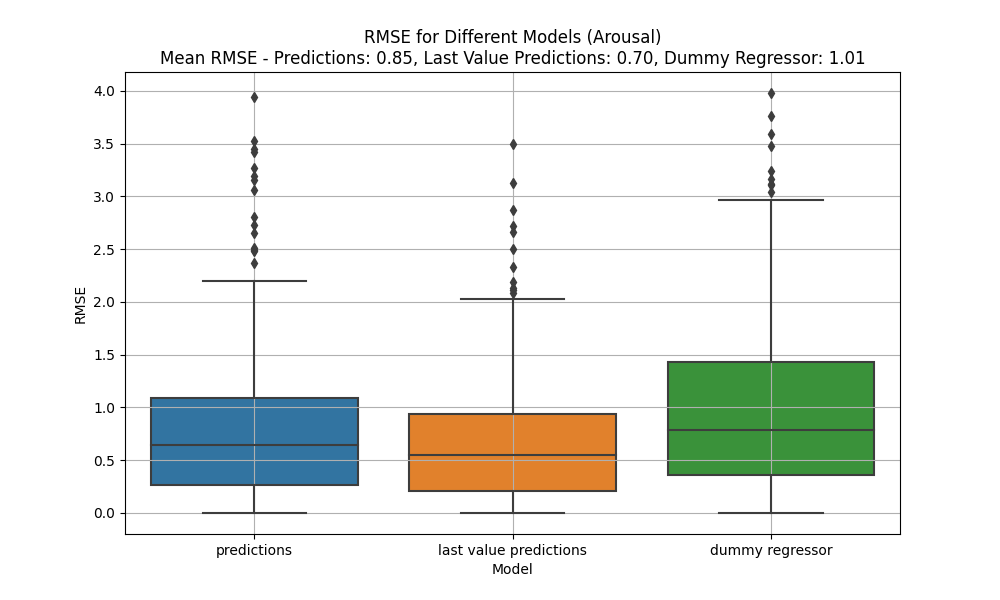 RMSE for Different Models (Arousal)
Mean RMSE - Predictions: 0.85, Last Value Predictions: 0.70, Dummy Regressor: 1.01
4.0
3.5
3.0
2.5
2.0
1.5
1.0
0.5
0.0
RMSE
predictions
last value predictions
dummy regressor
Model